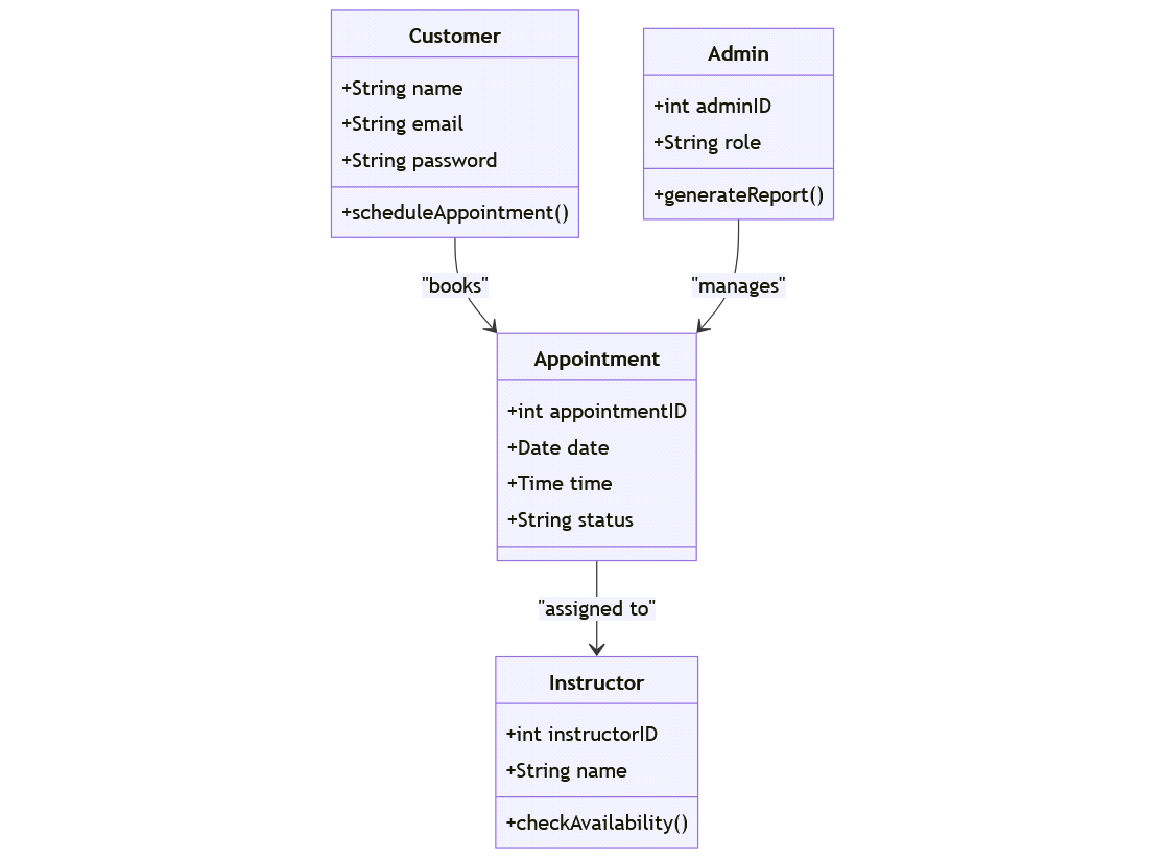 Customer
+String name
+String email
+String password
+scheduleAppointment()
Admin
+int adminID
+String role
+generateReport()
"books"
"manages"
Appointment
+int appointmentID
+Date date
+Time time
+String status
"assigned to"
Instructor
+int instructorID
+String name
+checkAvailability()